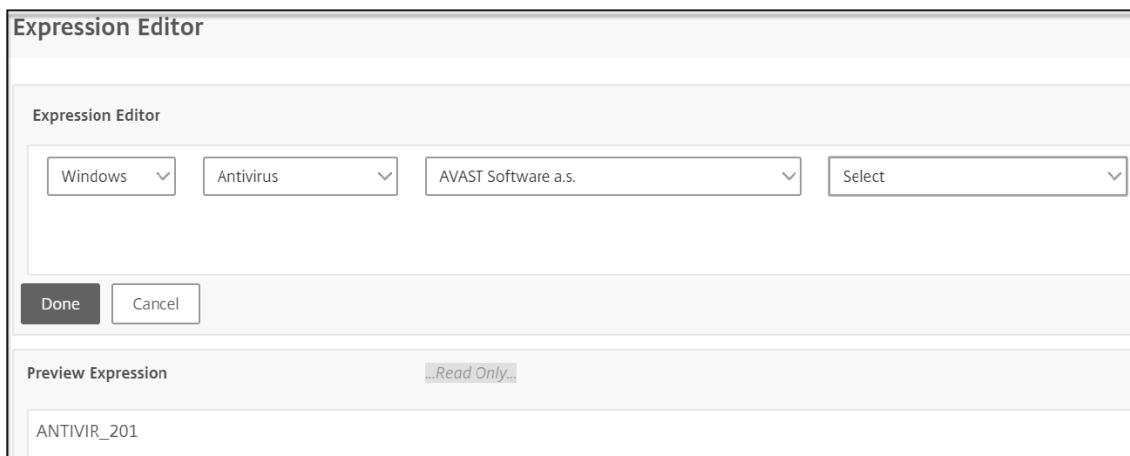 Expression Editor
Expression Editor
Windows Antivirus AVAST Software a.s. Select
Done Cancel
Preview Expression ...Read Only...
ANTIVIR_201